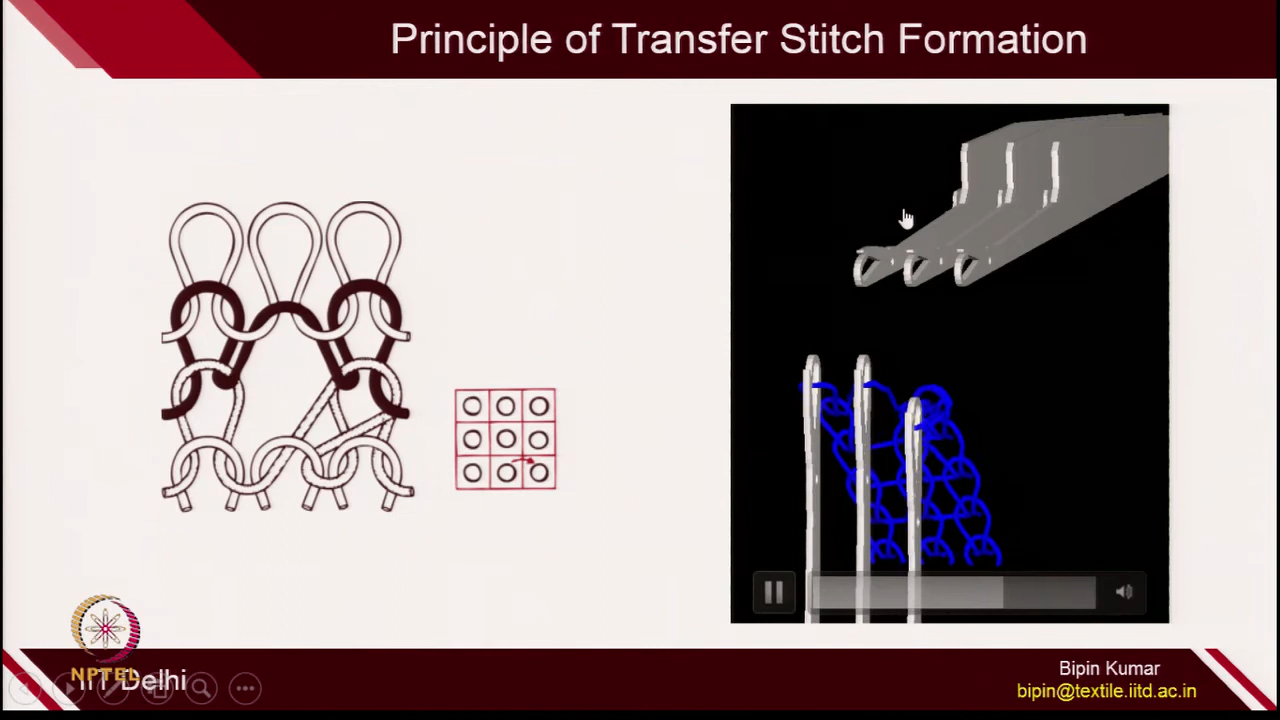 Principle of Transfer Stitch Formation
NPTEL
IIT Delhi
Bipin Kumar
bipin@textile.iitd.ac.in